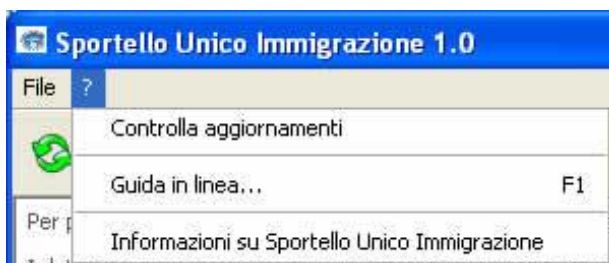 Sportello Unico Immigrazione 1.0
File ?
Controlla aggiornamenti
Guida in linea... F1
Per
Informazioni su Sportello Unico Immigrazione